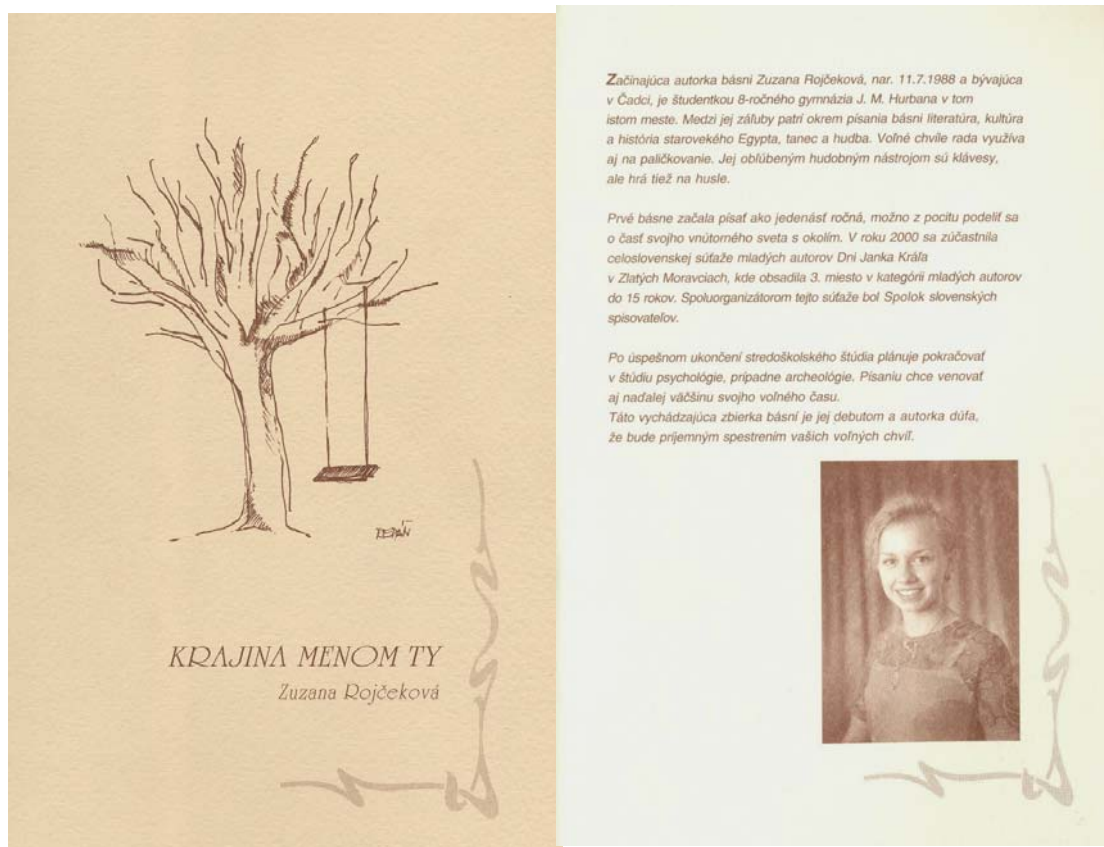 REPÁŇ
KRAJINA MENOM TY
Zuzana Rojčeková
Začínajúca autorka básni Zuzana Rojčeková, nar. 11.7.1988 a bývajúca
v Čadci, je študentkou 8-ročného gymnázia J. M. Hurbana v tom
istom meste. Medzi jej záľuby patrí okrem písania básni literatúra, kultúra
a história starovekého Egypta, tanec a hudba. Voľné chvíle rada využíva
aj na paličkovanie. Jej obľúbeným hudobným nástrojom sú klávesy,
ale hrá tiež na husle.
Prvé básne začala písať ako jedenásť ročná, možno z pocitu podeliť sa
o časť svojho vnútorného sveta s okolím. V roku 2000 sa zúčastnila
celoslovenskej súťaže mladých autorov Dni Janka Kráľa
v Zlatých Moravciach, kde obsadila 3. miesto v kategórii mladých autorov
do 15 rokov. Spoluorganizátorom tejto súťaže bol Spolok slovenských
spisovateľov.
Po úspešnom ukončení stredoškolského štúdia plánuje pokračovať
v štúdiu psychológie, prípadne archeológie. Písaniu chce venovať
aj naďalej väčšinu svojho voľného času.
Táto vychádzajúca zbierka básní je jej debutom a autorka dúfa,
že bude príjemným spestrením vašich voľných chvíľ.